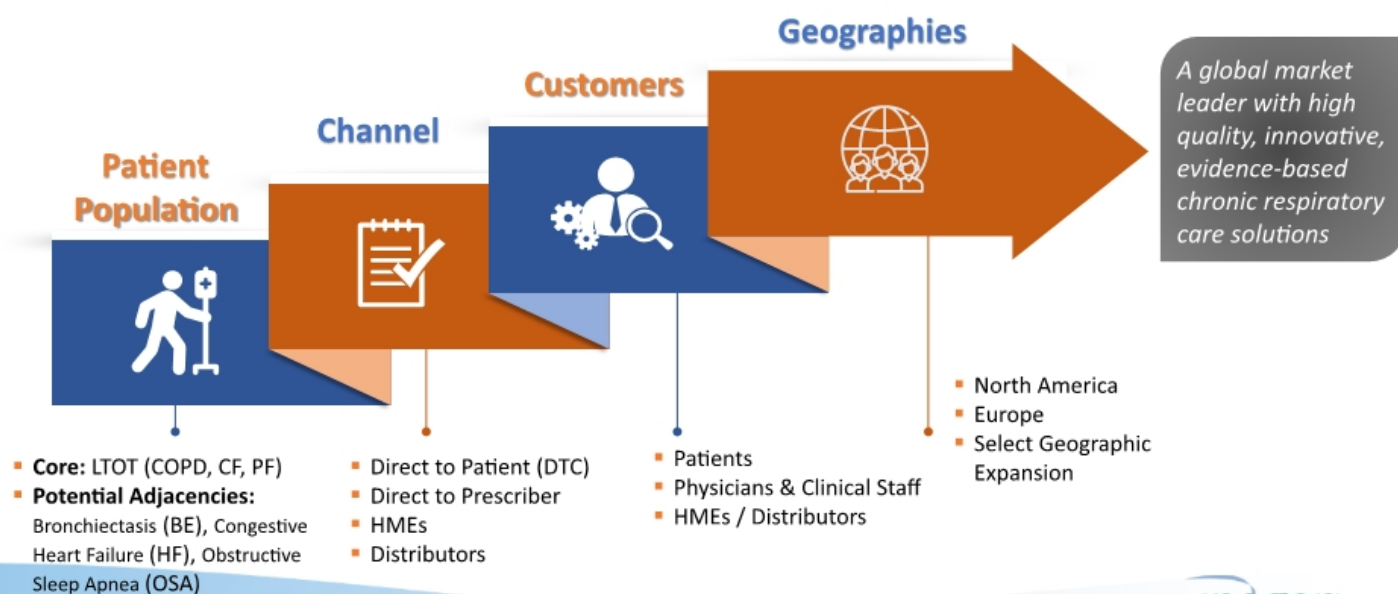 Geographies
Customers
Channel
Patient
Population
A global market
leader with high
quality, innovative,
evidence-based
chronic respiratory
care solutions
▪ Core: LTOT (COPD, CF, PF)
▪ Potential Adjacencies:
Bronchiectasis (BE), Congestive
Heart Failure (HF), Obstructive
Sleep Apnea (OSA)
▪ Direct to Patient (DTC)
▪ Direct to Prescriber
▪ HMEs
▪ Distributors
▪ Patients
▪ Physicians & Clinical Staff
▪ HMEs / Distributors
▪ North America
▪ Europe
▪ Select Geographic
Expansion